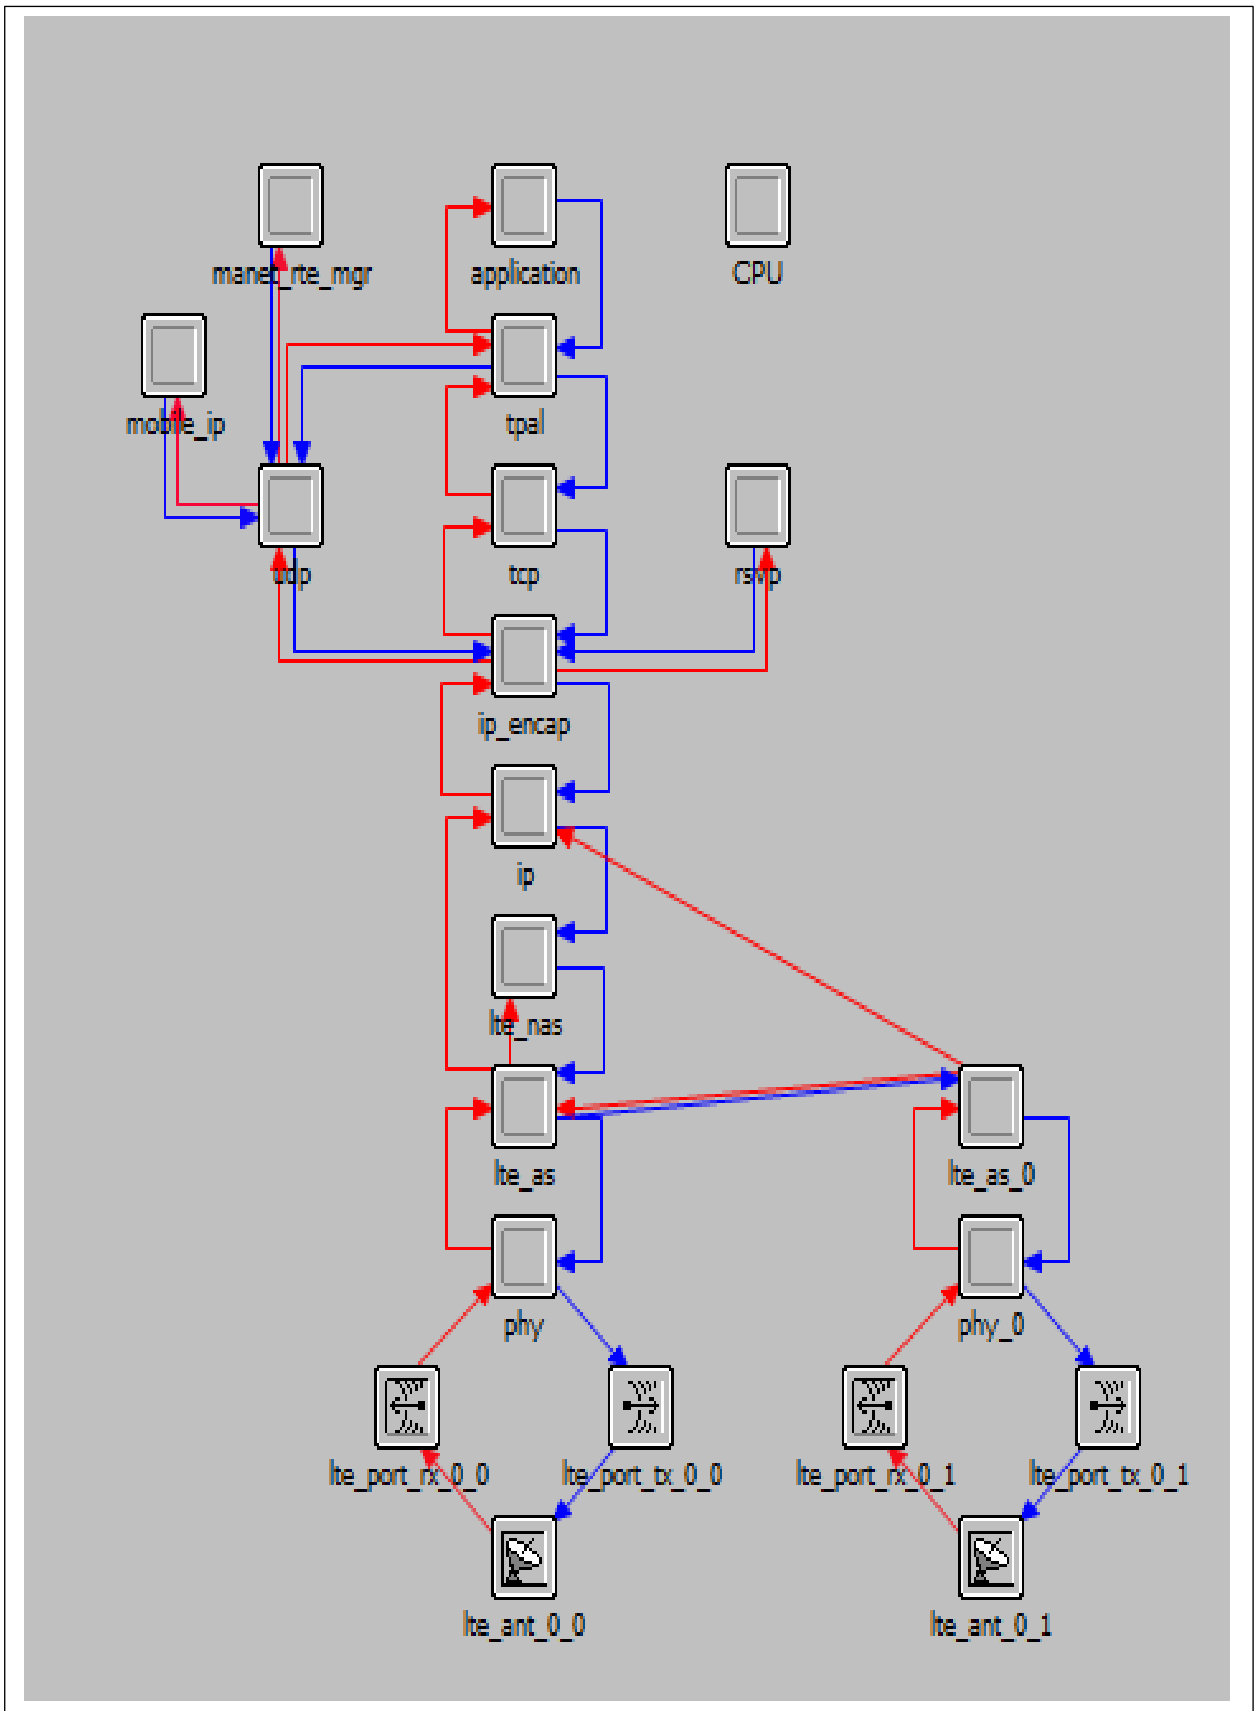 manet_rte_mgr
application
CPU
mobile_ip
tpal
udp
tcp
rsvp
ip_encap
ip
lte_nas
lte_as
lte_as_0
phy
phy_0
lte_port_rx_0_0
lte_port_tx_0_0
lte_port_rx_0_1
lte_port_tx_0_1
lte_ant_0_0
lte_ant_0_1